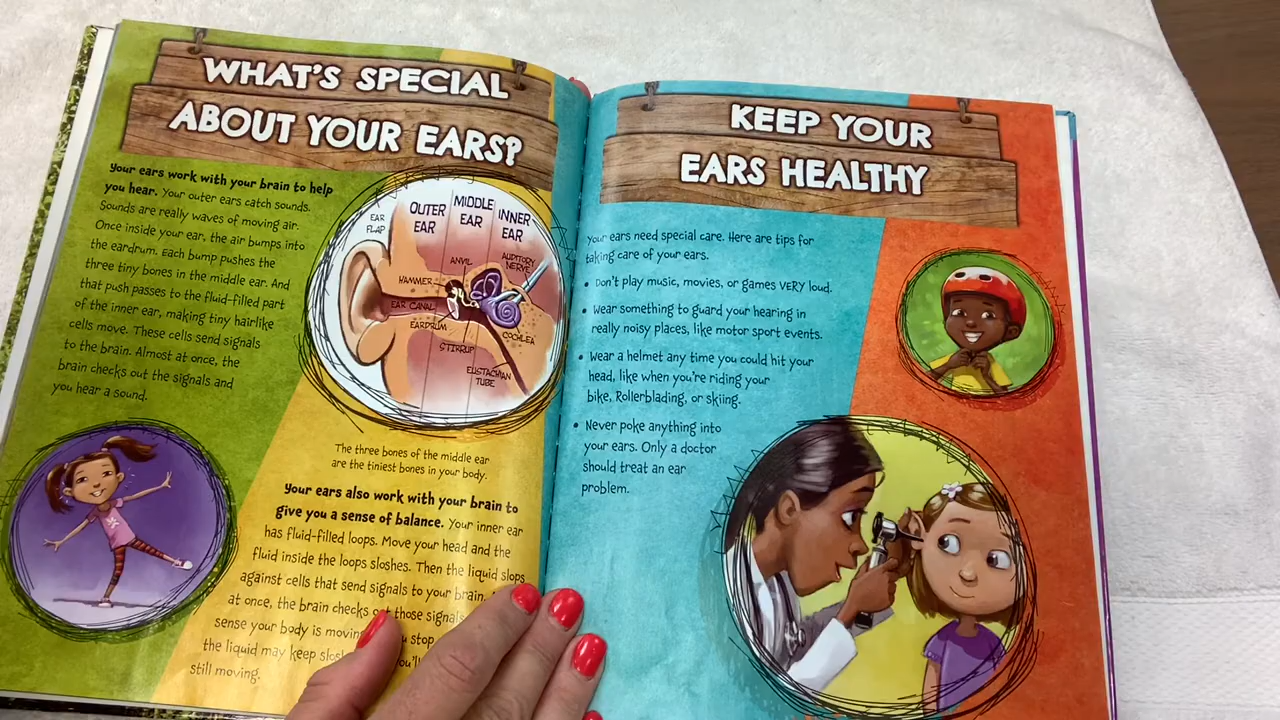 WHAT'S SPECIAL
ABOUT YOUR EARS?
Your ears work with your brain to help
you hear. Your outer ears catch sounds.
Sounds are really waves of moving air.
Once inside your ear, the air bumps into
the eardrum. Each bump pushes the
three tiny bones in the middle ear. And
that push passes to the fluid-filled part
of the inner ear, making tiny hairlike
cells move. These cells send signals
to the brain. Almost at once, the
brain checks out the signals and
you hear a sound.
EAR
FLAP
OUTER
EAR
MIDDLE
EAR
INNER
EAR
AUDITORY
NERVE
ANVIL
HAMMER
EAR CANAL
EARDRUM
STIRRUP
COCHLEA
EUSTACHIAN
TUBE
The three bones of the middle ear
are the tiniest bones in your body.
Your ears also work with your brain to
give you a sense of balance. Your inner ear
has fluid-filled loops. Move your head and the
fluid inside the loops sloshes. Then the liquid slops
against cells that send signals to your brain.
at once, the brain checks out those signals
sense your body is moving stop
the liquid may keep
still moving.
KEEP YOUR
EARS HEALTHY
Your ears need special care. Here are tips for
taking care of your ears.
• Don't play music, movies, or games VERY loud.
• Wear something to guard your hearing in
really noisy places, like motor sport events.
• Wear a helmet any time you could hit your
head, like when you're riding your
bike, Rollerblading, or skiing.
• Never poke anything into
your ears. Only a doctor
should treat an ear
problem.